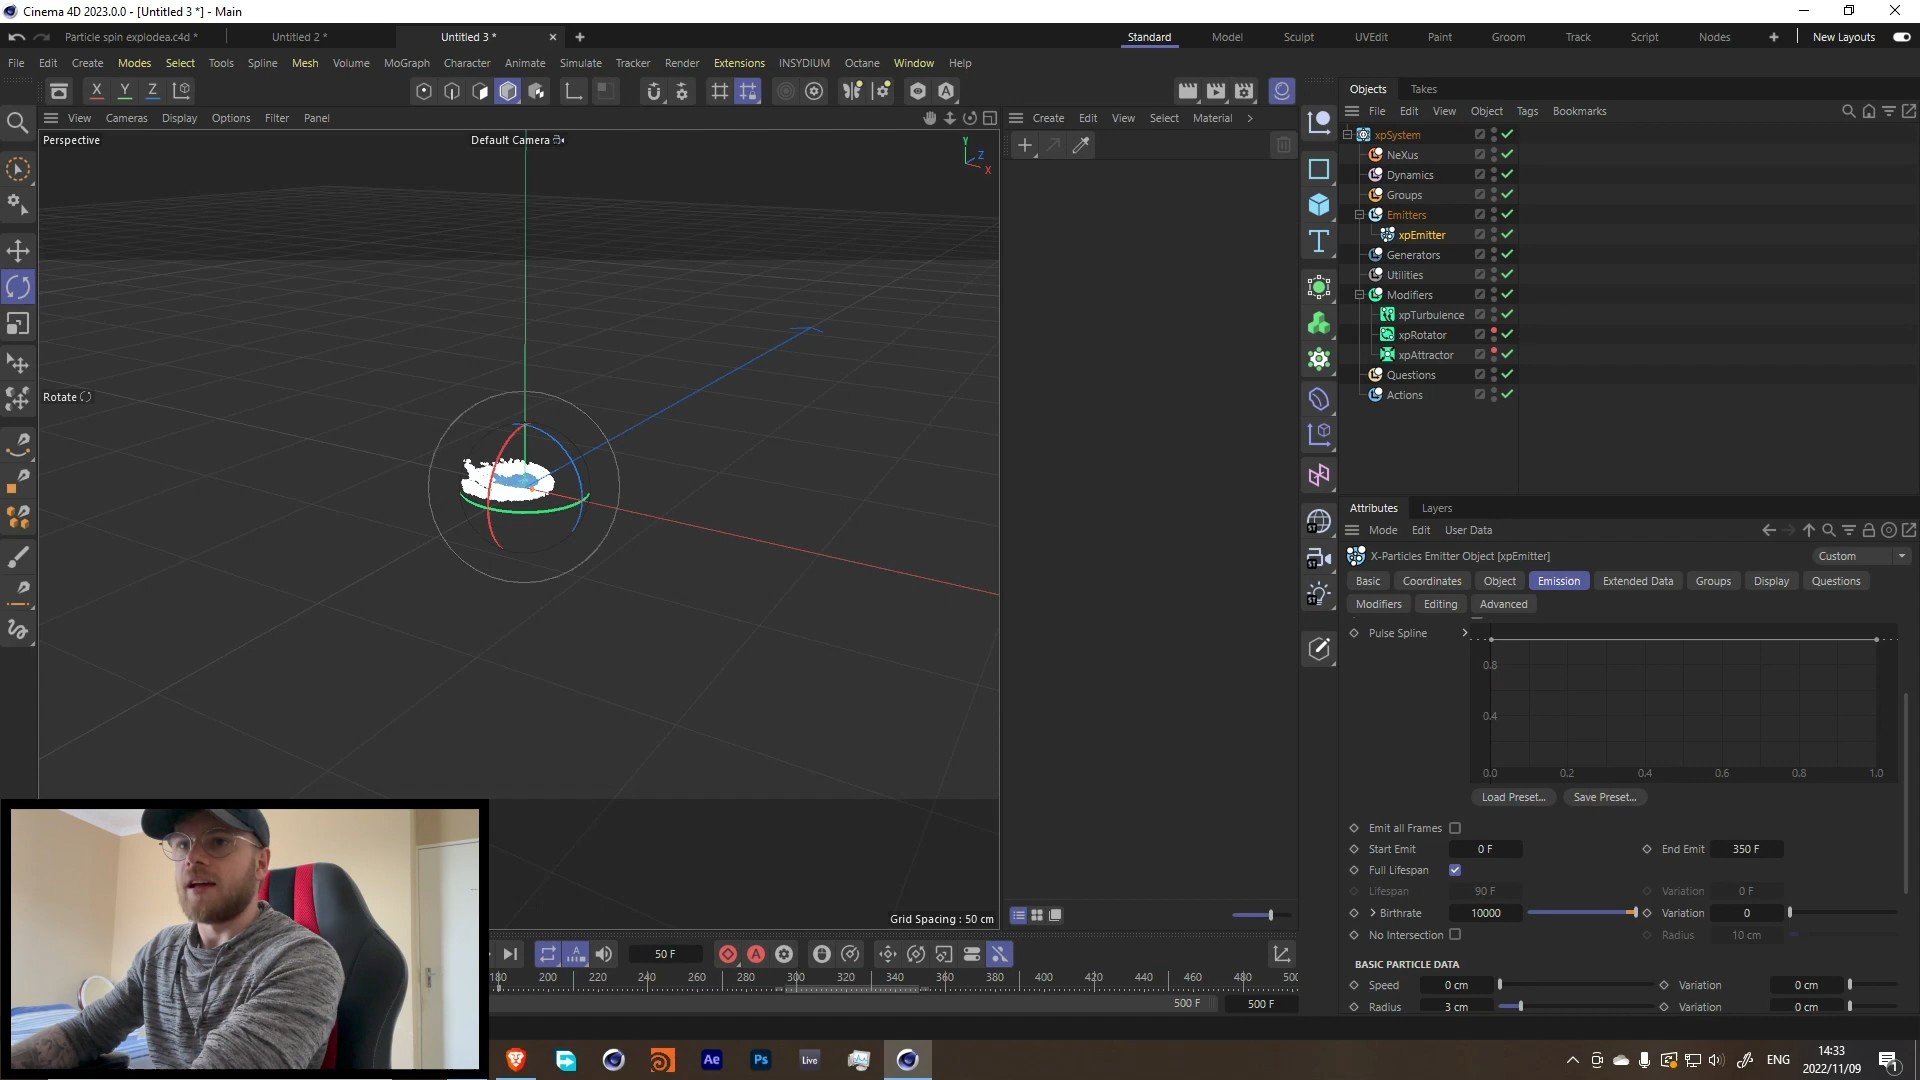 Cinema 4D 2023.0.0 - [Untitled 3 *] - Main
Particle spin explodea.c4d *
Untitled 2 *
Untitled 3 *
Standard
Model
Sculpt
UVEdit
Paint
Groom
Track
Script
Nodes
New Layouts
File Edit Create Modes Select Tools Spline Mesh Volume MoGraph Character Animate Simulate Tracker Render Extensions INSYDIUM Octane Window Help
X Y Z
View Cameras Display Options Filter Panel
Create Edit View Select Material
Objects Takes
File Edit View Object Tags Bookmarks
Perspective
Default Camera
Y
Z
X
Rotate
Grid Spacing : 50 cm
xpSystem
NeXus
Dynamics
Groups
Emitters
xpEmitter
Generators
Utilities
Modifiers
xpTurbulence
xpRotator
xpAttractor
Questions
Actions
Attributes Layers
Mode Edit User Data
X-Particles Emitter Object [xpEmitter]
Custom
Basic Coordinates Object Emission Extended Data Groups Display Questions
Modifiers Editing Advanced
Pulse Spline
0.8
0.4
0.0 0.2 0.4 0.6 0.8 1.0
Load Preset... Save Preset...
Emit all Frames
Start Emit 0 F End Emit 350 F
Full Lifespan
Lifespan 90 F Variation 0 F
Birthrate 10000 Variation 0
No Intersection Radius 10 cm
BASIC PARTICLE DATA
Speed 0 cm Variation 0 cm
Radius 3 cm Variation 0 cm
50 F
180 200 220 240 260 280 300 320 340 360 380 400 420 440 460 480 500
500 F 500 F
Ae
Ps
Live
ENG
14:33
2022/11/09
1